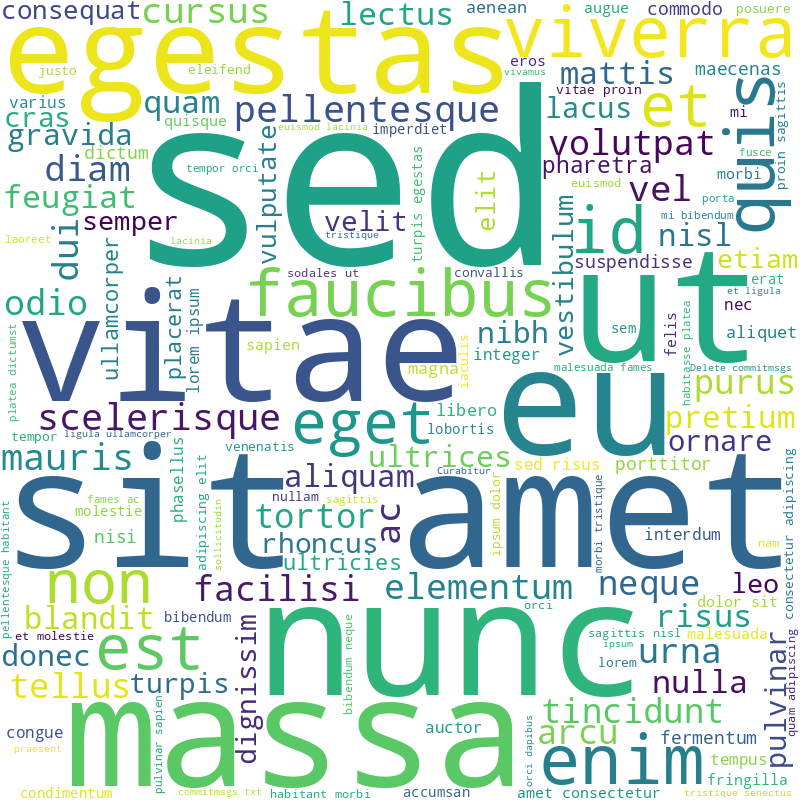 consequat
cursus
lectus
aenean
augue
commodo
posuere
egestas
viverra
justo
eleifend
eros
vivamus
mattis
maecenas
varius
quam
pellentesque
vitae proin
lacus
et
mi
quis
proin sagittis
cras
gravida
quisque
euismod lacinia
imperdiet
volutpat
dictum
sed
diam
tempor orci
vulputate
turpis egestas
elit
pharetra
morbi
fusce
feugiat
euismod
vel
porta
semper
velit
mi bibendum
laoreet
dui
lacinia
tristique
id
nisl
vestibulum
suspendisse
etiam
ullamcorper
sodales ut
convallis
ut
erat
et ligula
odio
placerat
lorem ipsum
faucibus
nec
habitasse platea
vitae
nibh
sem
felis
aliquet
platea dictumst
sapien
integer
magna
iaculis
malesuada fames
Delete commitmsgs
eu
purus
scelerisque
eget
libero
pretium
tempor
ligula ullamcorper
lobortis
ornare
mauris
venenatis
ultrices
phasellus
aliquam
Curabitur
sed risus
porttitor
sit amet
adipiscing elit
sollicitudin
fames ac
molestie
nullam
sagittis
ipsum dolor
consectetur adipiscing
pellentesque habitant
tortor
ac
morbi tristique
interdum
nisi
rhoncus
nam
ultricies
non
facilisi
elementum
neque
leo
dolor sit
blandit
bibendum
nunc
orci
risus
et molestie
est
dignissim
bibendum neque
sagittis nisl
malesuada
ipsum
quam adipiscing
donec
urna
pulvinar
lorem
tellus
turpis
nulla
massa
pulvinar sapien
tincidunt
congue
auctor
orci dapibus
arcu
fermentum
praesent
enim
tempus
fringilla
condimentum
commitmsgs txt
habitant morbi
accumsan
amet consectetur
tristique senectus